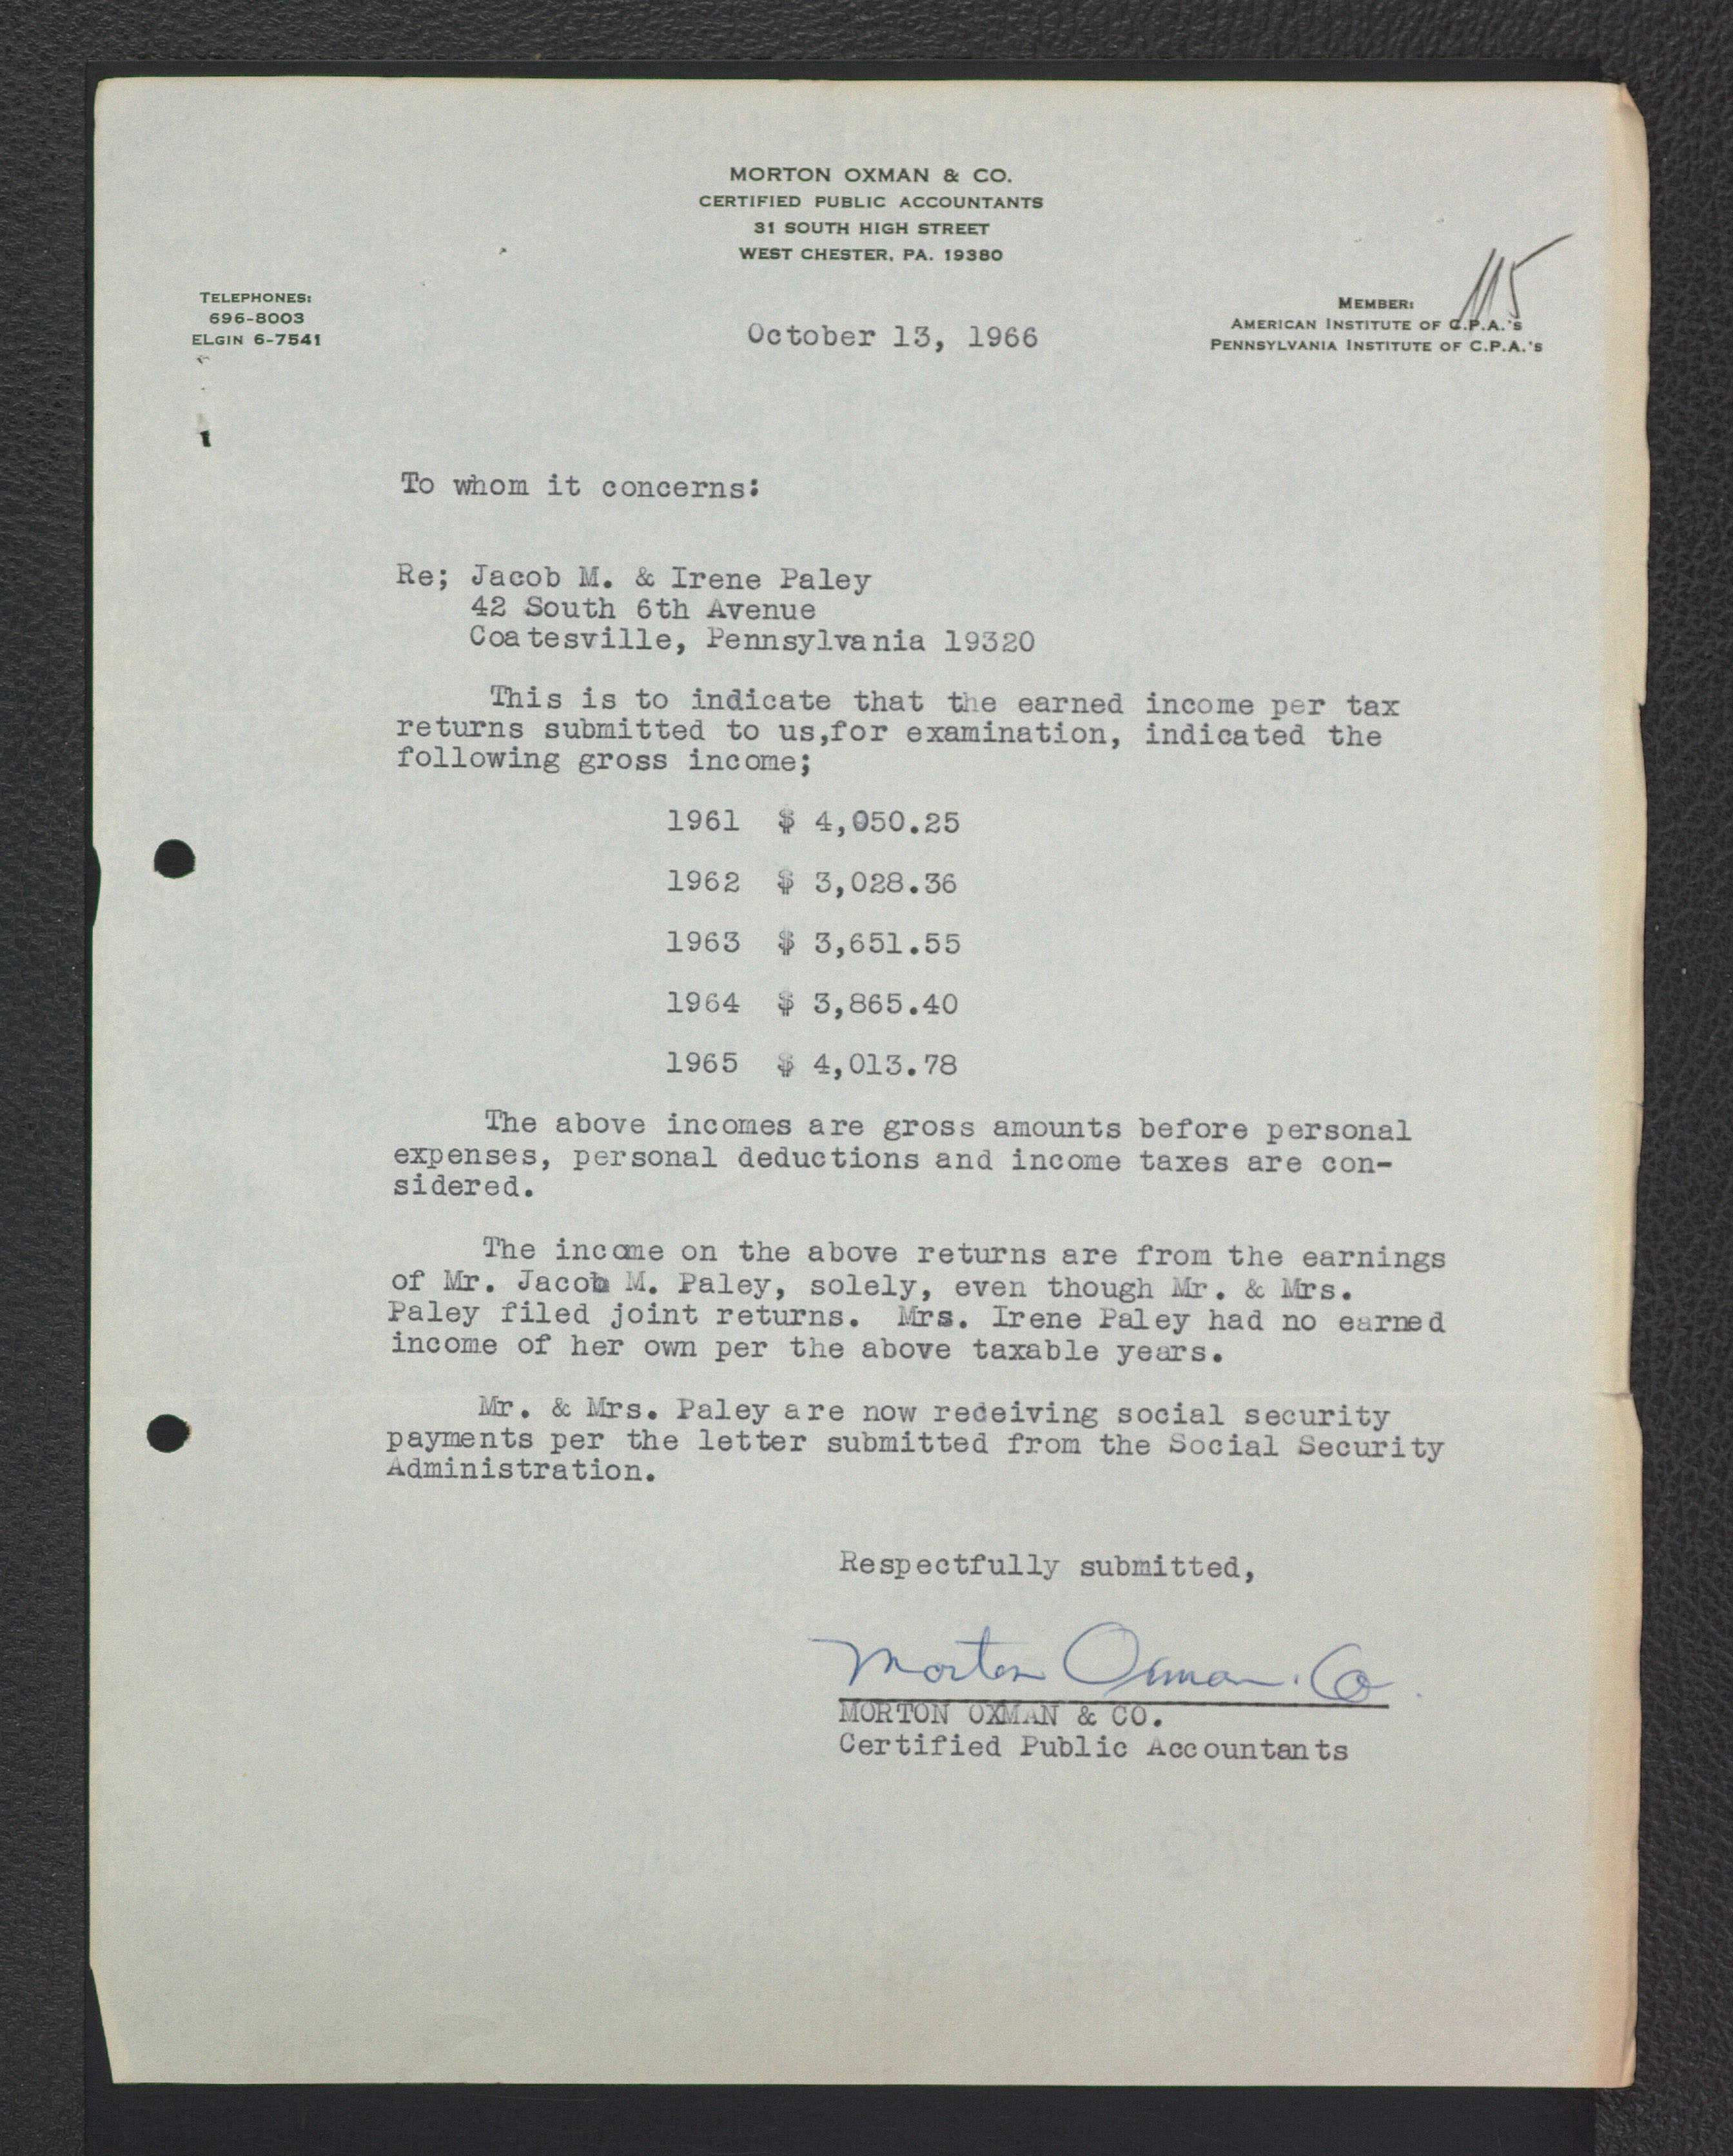 MORTON OXMAN & CO.
CERTIFIED PUBLIC ACCOUNTANTS
31 SOUTH HIGH STREET
WEST CHESTER, PA. 19380
TELEPHONES:
696-8003
ELGIN 6-7541
115
MEMBER:
AMERICAN INSTITUTE OF C.P.A.'S
PENNSYLVANIA INSTITUTE OF C.P.A.'S
October 13, 1966
To whom it concerns:
Re; Jacob M. & Irene Paley
42 South 6th Avenue
Coatesville, Pennsylvania 19320
This is to indicate that the earned income per tax
returns submitted to us,for examination, indicated the
following gross income;
1961 $ 4,050.25
1962 $ 3,028.36
1963 $ 3,651.55
1964 $ 3,865.40
1965 $ 4,013.78
The above incomes are gross amounts before personal
expenses, personal deductions and income taxes are con-
sidered.
The income on the above returns are from the earnings
of Mr. Jacob M. Paley, solely, even though Mr. & Mrs.
Paley filed joint returns. Mrs. Irene Paley had no earned
income of her own per the above taxable years.
Mr. & Mrs. Paley are now receiving social security
payments per the letter submitted from the Social Security
Administration.
Respectfully submitted,
Morton Oxman. Co
MORTON OXMAN & CO.
Certified Public Accountants